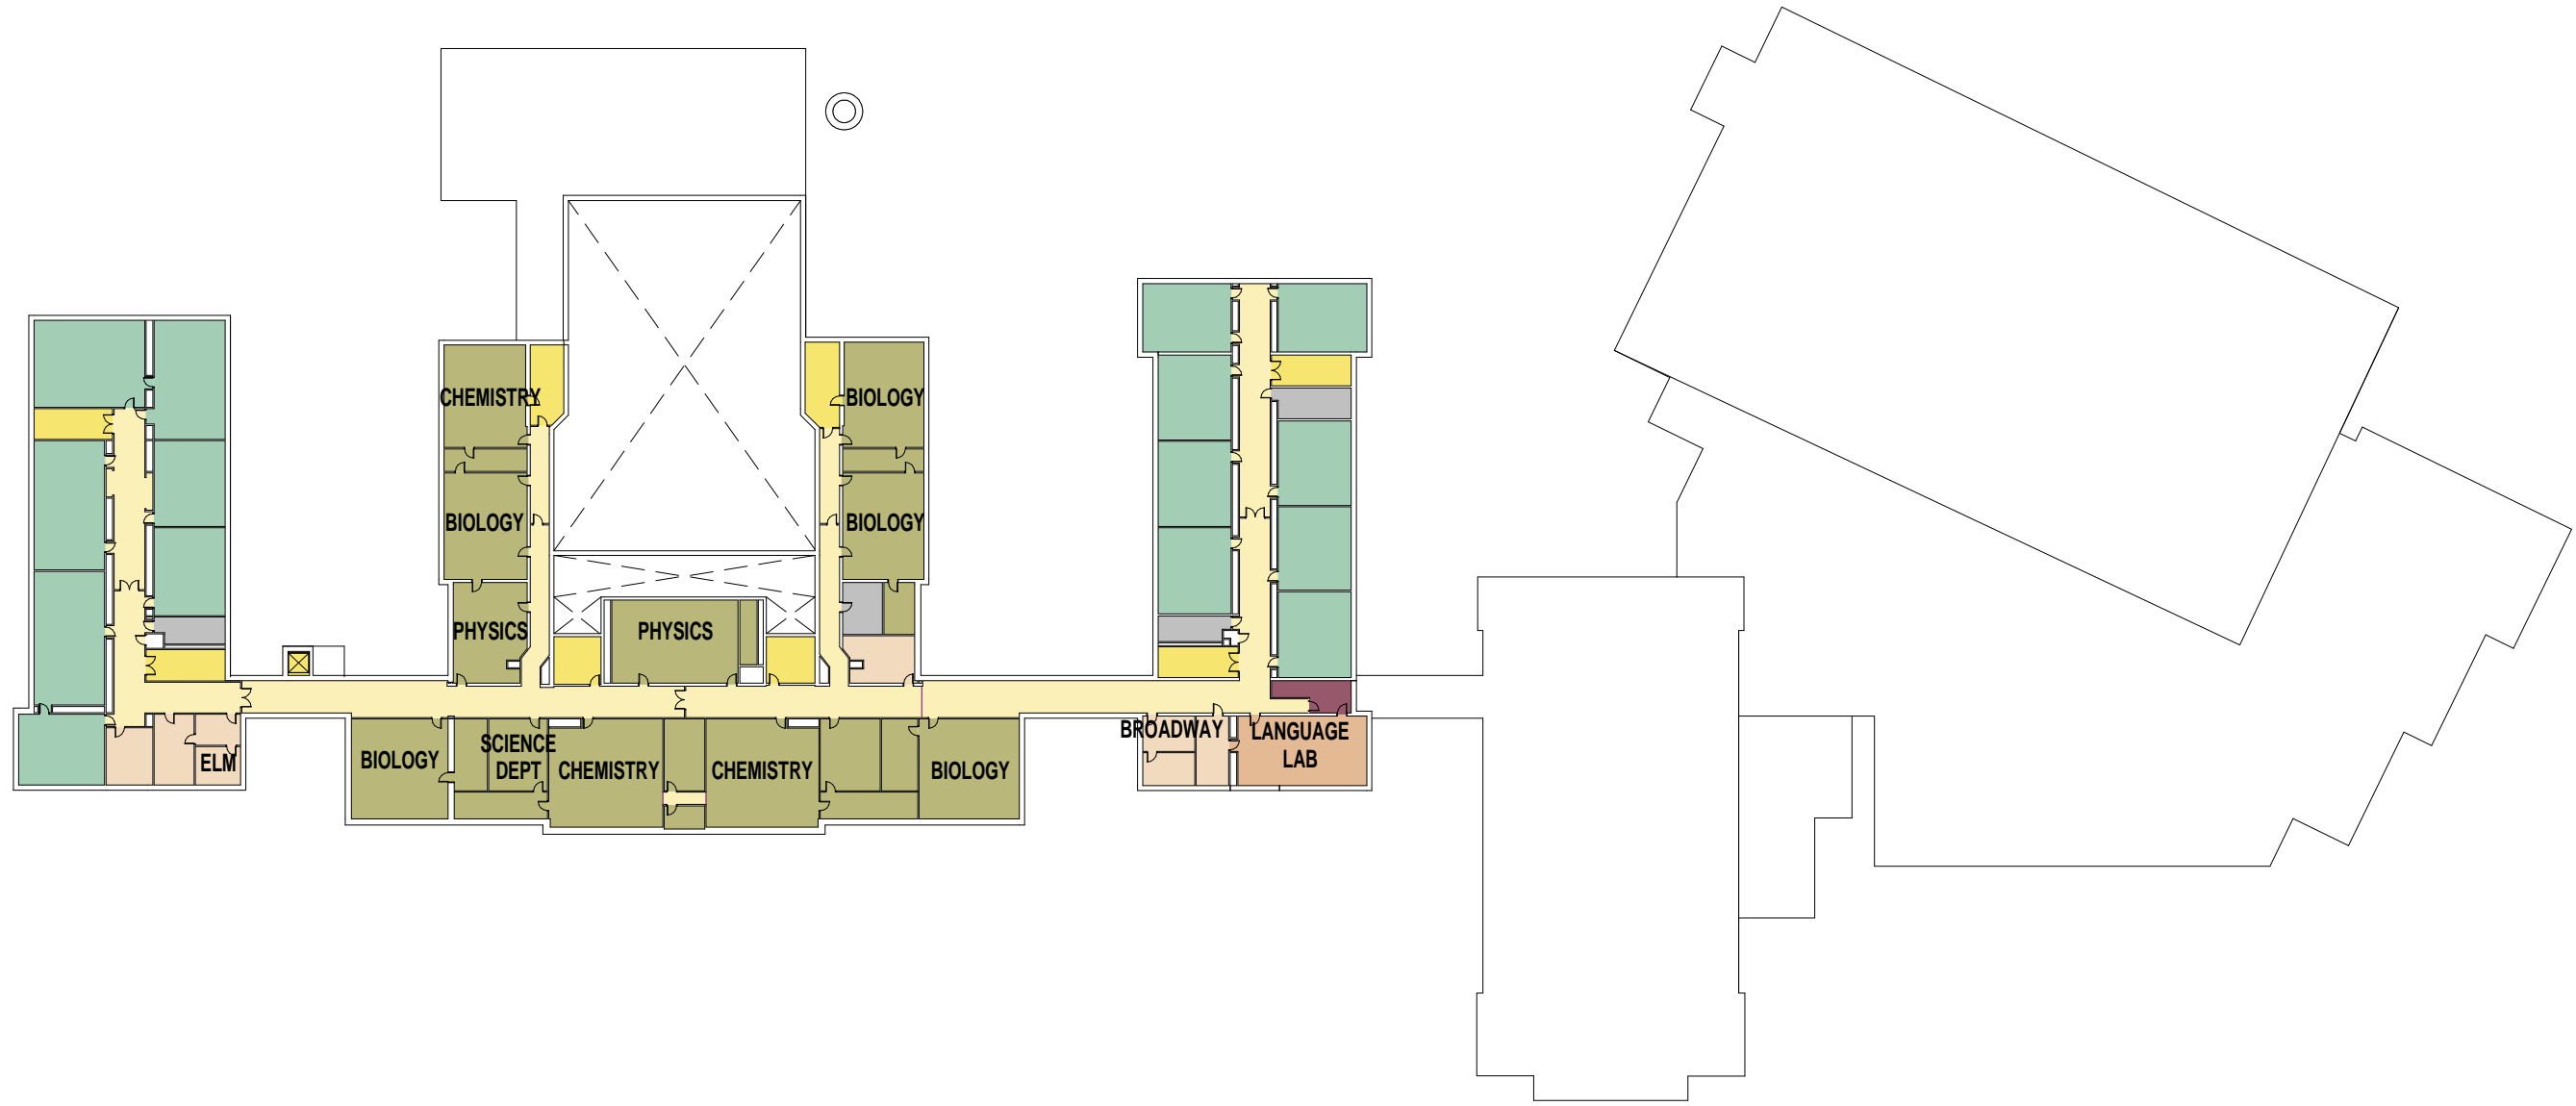 CHEMISTRY
BIOLOGY
BIOLOGY
BIOLOGY
PHYSICS
PHYSICS
BROADWAY
LANGUAGE
LAB
SCIENCE
DEPT
BIOLOGY
ELM
CHEMISTRY
CHEMISTRY
BIOLOGY